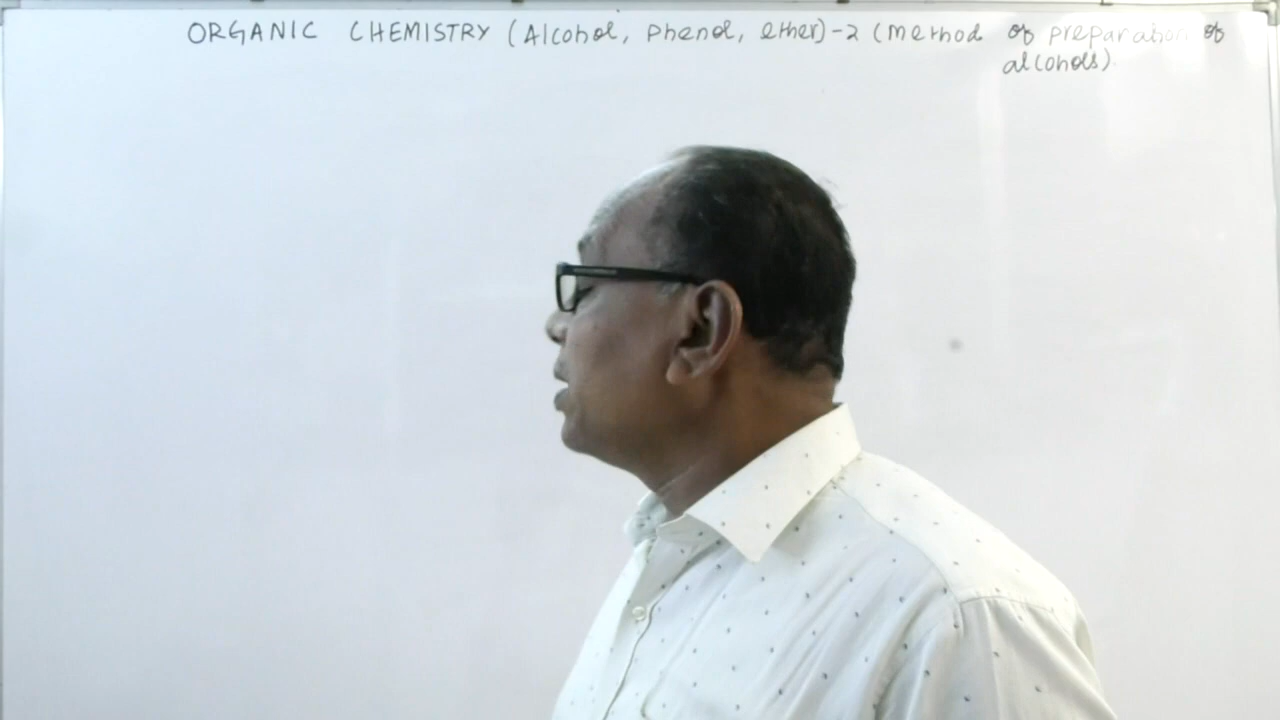 ORGANIC CHEMISTRY (Alcohol, Phenol, ether)-2 (Method of preparation of
alcohols)